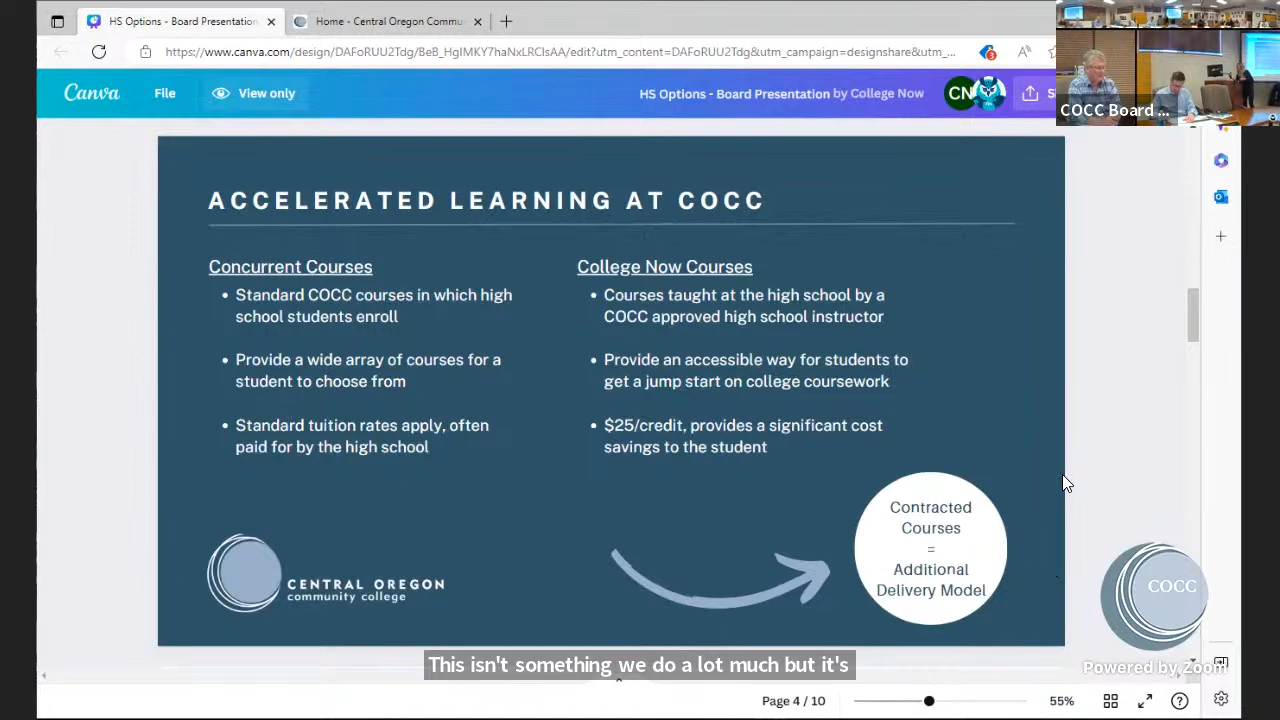 HS Options - Board Presentation
Home - Central Oregon Commu
https://www.canva.com/design/DAFoRUU2Tdg/Be8_HgIMKY7haNxLRCIsAA/edit?utm_content=DAFoRUU2Tdg&utm_campaign=designshare&utm_...
3
Canva
File
View only
HS Options - Board Presentation by College Now
CN
S
COCC Board ...
ACCELERATED LEARNING AT COCC
Concurrent Courses
• Standard COCC courses in which high
school students enroll
• Provide a wide array of courses for a
student to choose from
• Standard tuition rates apply, often
paid for by the high school
College Now Courses
• Courses taught at the high school by a
COCC approved high school instructor
• Provide an accessible way for students to
get a jump start on college coursework
• $25/credit, provides a significant cost
savings to the student
Contracted
Courses
=
Additional
Delivery Model
CENTRAL OREGON
community college
COCC
Powered by Zoom
This isn't something we do a lot much but it's
Page 4 / 10
55%